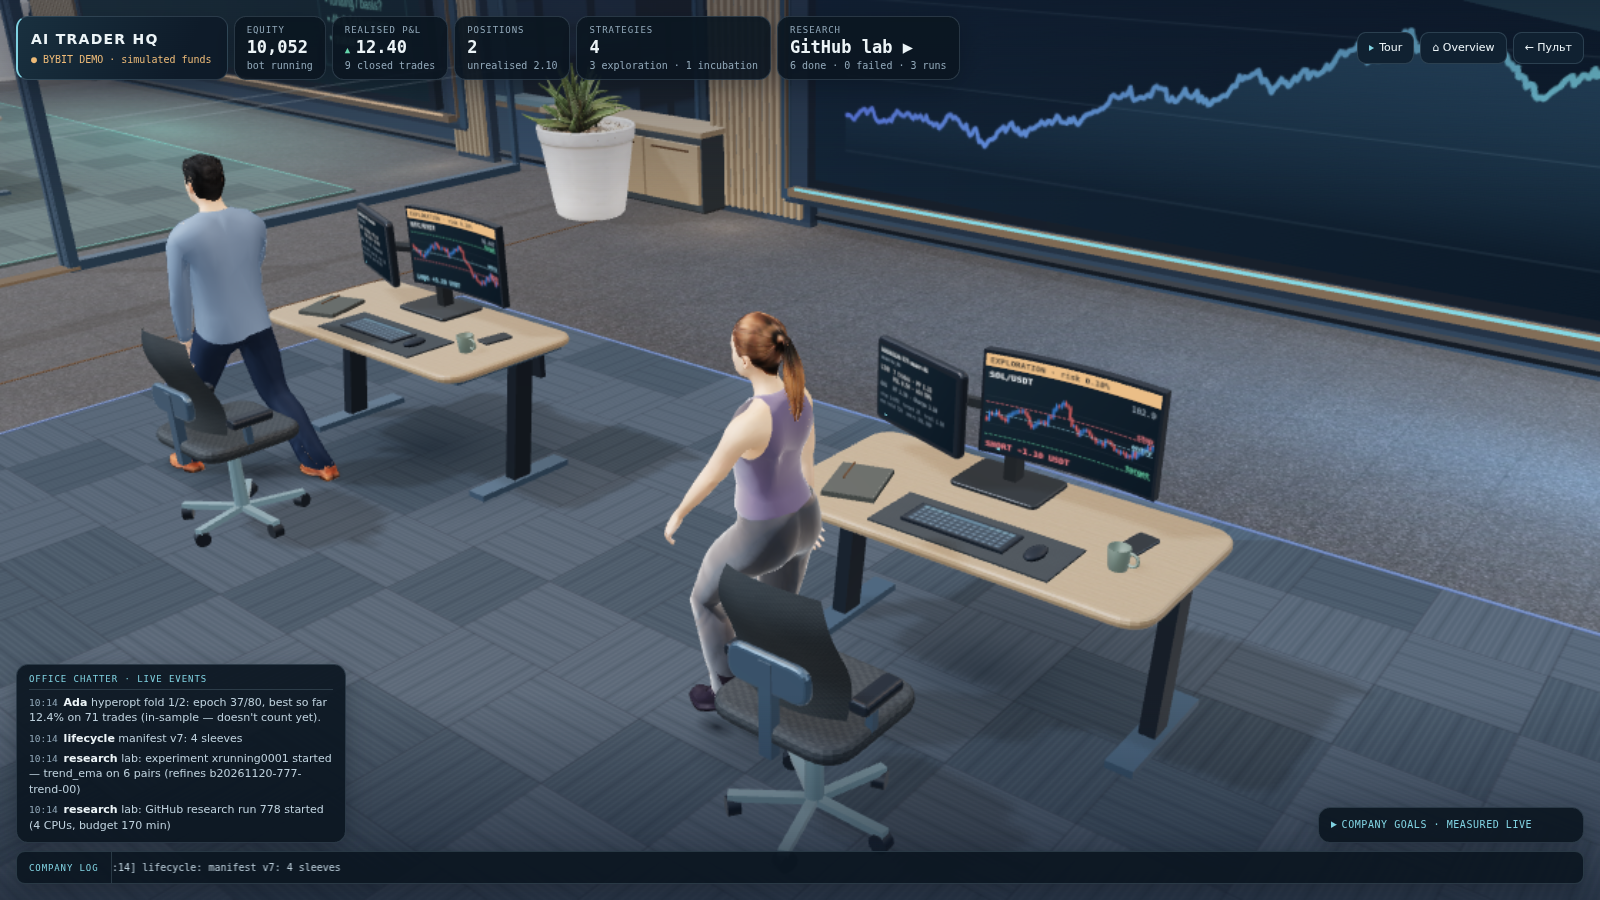 AI TRADER HQ
● BYBIT DEMO · simulated funds
EQUITY
10,052
bot running
REALISED P&L
▲ 12.40
9 closed trades
POSITIONS
2
unrealised 2.10
STRATEGIES
4
3 exploration · 1 incubation
RESEARCH
GitHub lab ▶
6 done · 0 failed · 3 runs
▶ Tour
⌂ Overview
← Пульт
EXPLORATION · risk 0.10%
SOL/USDT
182.9
stop
target
SHORT -1.30 USDT
OFFICE CHATTER · LIVE EVENTS
10:14 Ada hyperopt fold 1/2: epoch 37/80, best so far
12.4% on 71 trades (in-sample — doesn't count yet).
10:14 lifecycle manifest v7: 4 sleeves
10:14 research lab: experiment xrunning0001 started
— trend_ema on 6 pairs (refines b20261120-777-
trend-00)
10:14 research lab: GitHub research run 778 started
(4 CPUs, budget 170 min)
▶ COMPANY GOALS · MEASURED LIVE
COMPANY LOG
:14] lifecycle: manifest v7: 4 sleeves